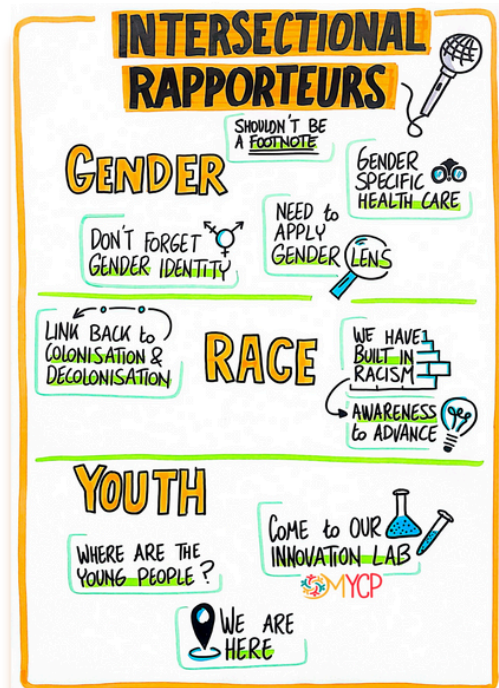 INTERSECTIONAL
RAPPORTEURS
SHOULDN'T BE
A FOOTNOTE
GENDER
GENDER
SPECIFIC
HEALTH CARE
DON'T FORGET
GENDER IDENTITY
NEED to
APPLY
GENDER LENS
LINK BACK to
COLONISATION &
DECOLONISATION
RACE
WE HAVE
BUILT IN
RACISM
AWARENESS
to ADVANCE
YOUTH
WHERE ARE THE
YOUNG PEOPLE?
COME to OUR
INNOVATION LAB
MYCP
WE ARE
HERE